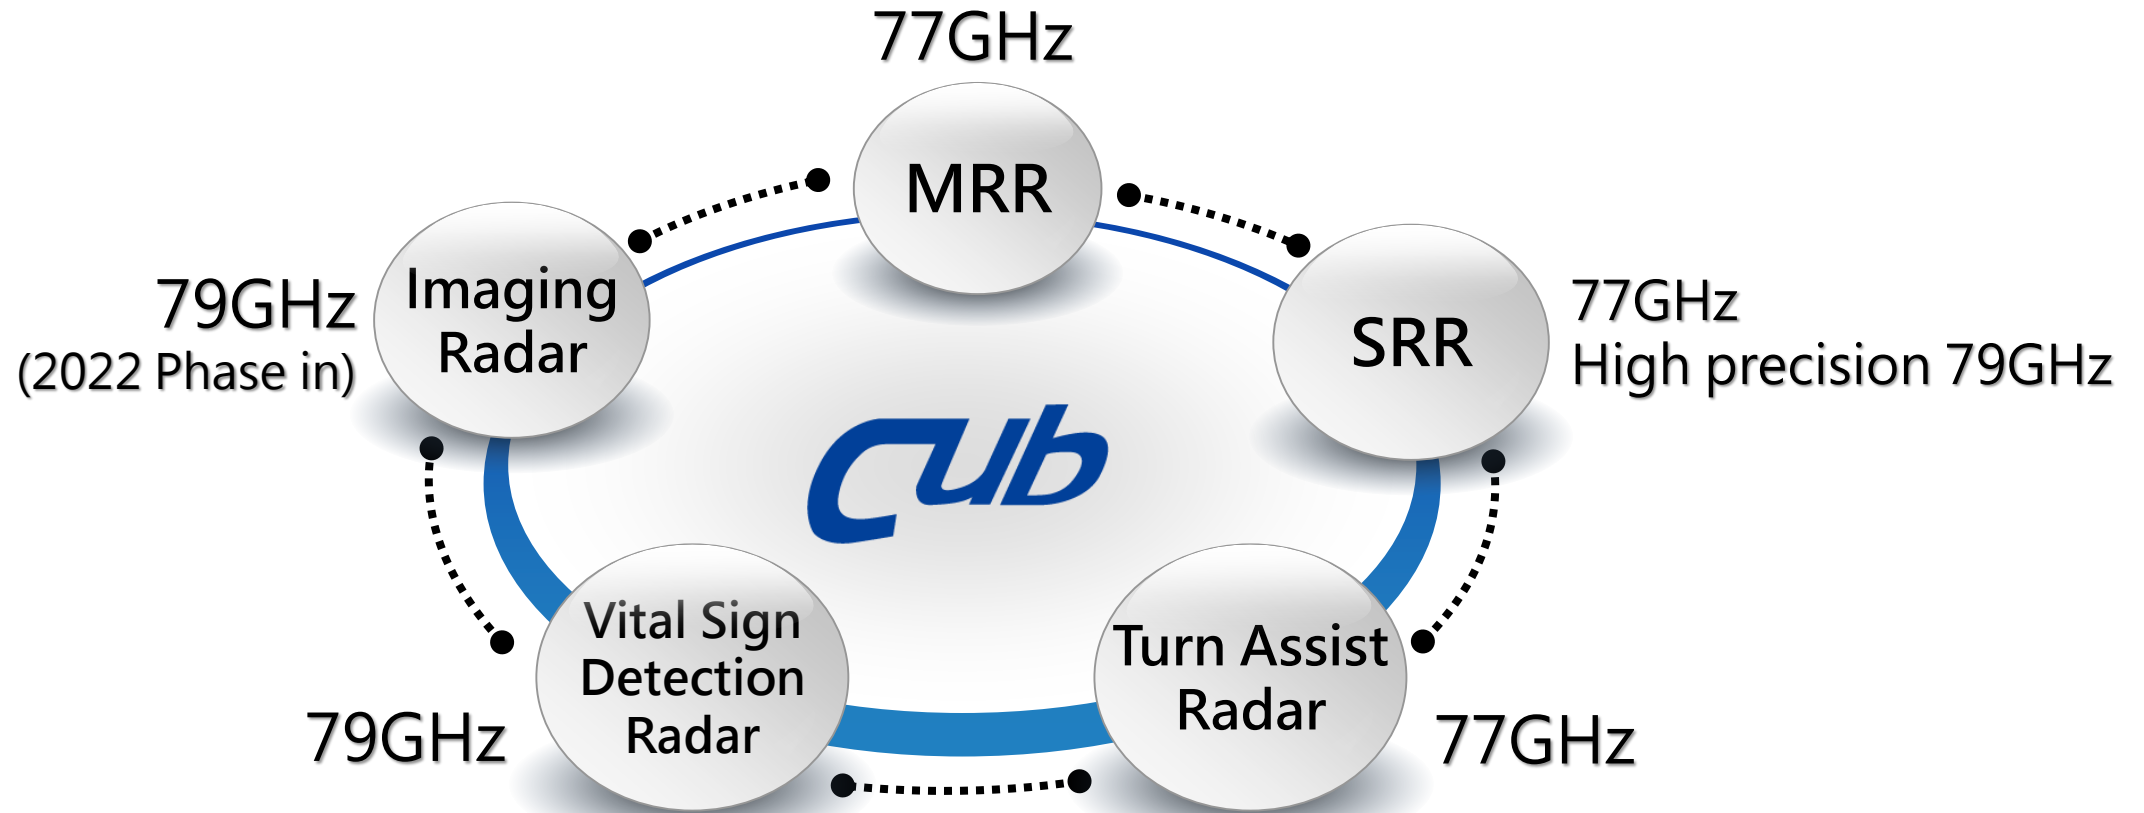 77GHz
MRR
Imaging
Radar
79GHz
(2022 Phase in)
SRR
77GHz
High precision 79GHz
cub
Vital Sign
Detection
Radar
79GHz
Turn Assist
Radar
77GHz